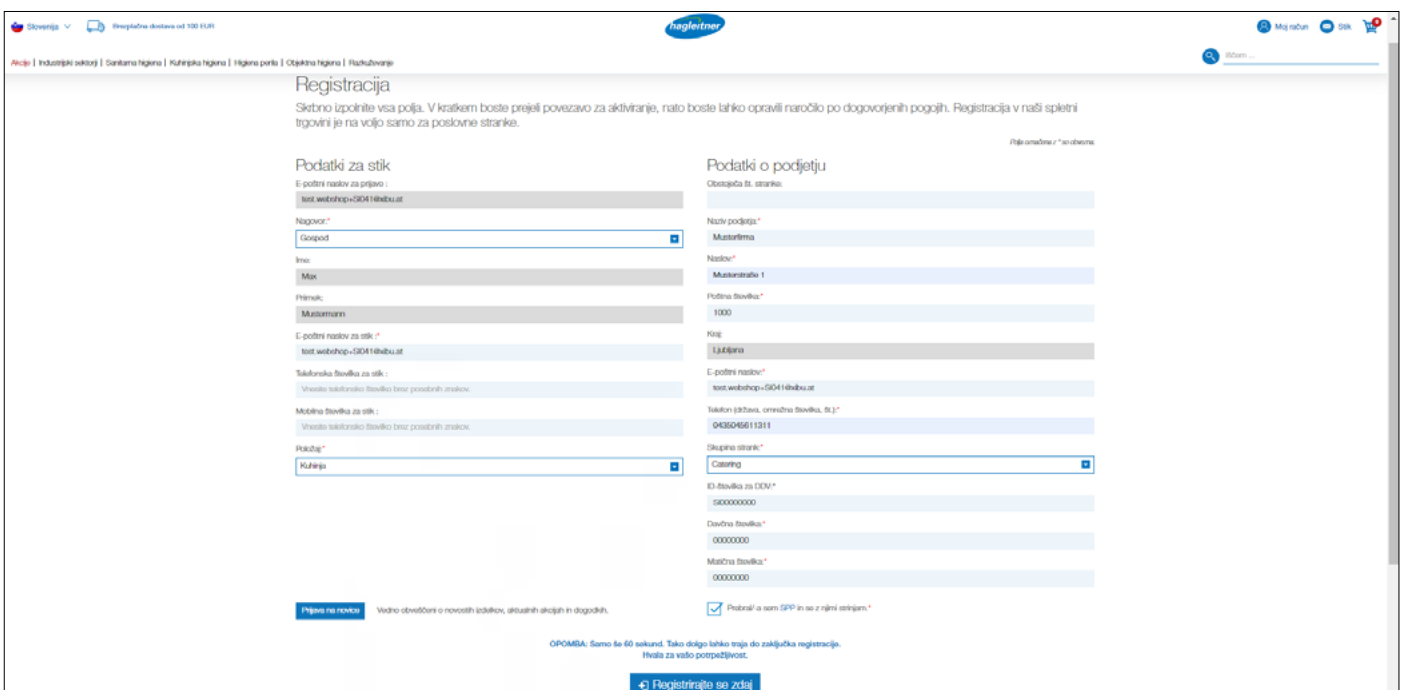 Slovenija
Brezplačna dostava od 100 EUR
hagleitner
Moj račun
Stik
0
Akcije | Industrijski sektorji | Sanitarna higiena | Kuhinjska higiena | Higiena perila | Objektna higiena | Razkuževanje
Iščem ...
Registracija
Skrbno izpolnite vsa polja. V kratkem boste prejeli povezavo za aktiviranje, nato boste lahko opravili naročilo po dogovorjenih pogojih. Registracija v naši spletni
trgovini je na voljo samo za poslovne stranke.
Polja označena z * so obvezna.
Podatki za stik
E-poštni naslov za prijavo :
test.webshop+SI041@xibu.at
Nagovor:*
Gospod
Ime:
Max
Priimek:
Mustermann
E-poštni naslov za stik :*
test.webshop+SI041@xibu.at
Telefonska številka za stik :
Vnesite telefonsko številko brez posebnih znakov.
Mobilna številka za stik :
Vnesite telefonsko številko brez posebnih znakov.
Položaj:*
Kuhinja
Podatki o podjetju
Obstoječa št. stranke:
Naziv podjetja:*
Musterfirma
Naslov:*
Musterstraße 1
Poštna številka:*
1000
Kraj:
Ljubljana
E-poštni naslov:*
test.webshop+SI041@xibu.at
Telefon (država, omrežna številka, št.):*
0435045611311
Skupina strank:*
Catering
ID-številka za DDV:*
SI00000000
Davčna številka:*
00000000
Matična številka:*
00000000
Prijava na novice
Vedno obveščeni o novostih izdelkov, aktualnih akcijah in dogodkih.
Prebral/-a sem SPP in se z njimi strinjam.*
OPOMBA: Samo še 60 sekund. Tako dolgo lahko traja do zaključka registracije.
Hvala za vašo potrpežljivost.
Registrirajte se zdaj